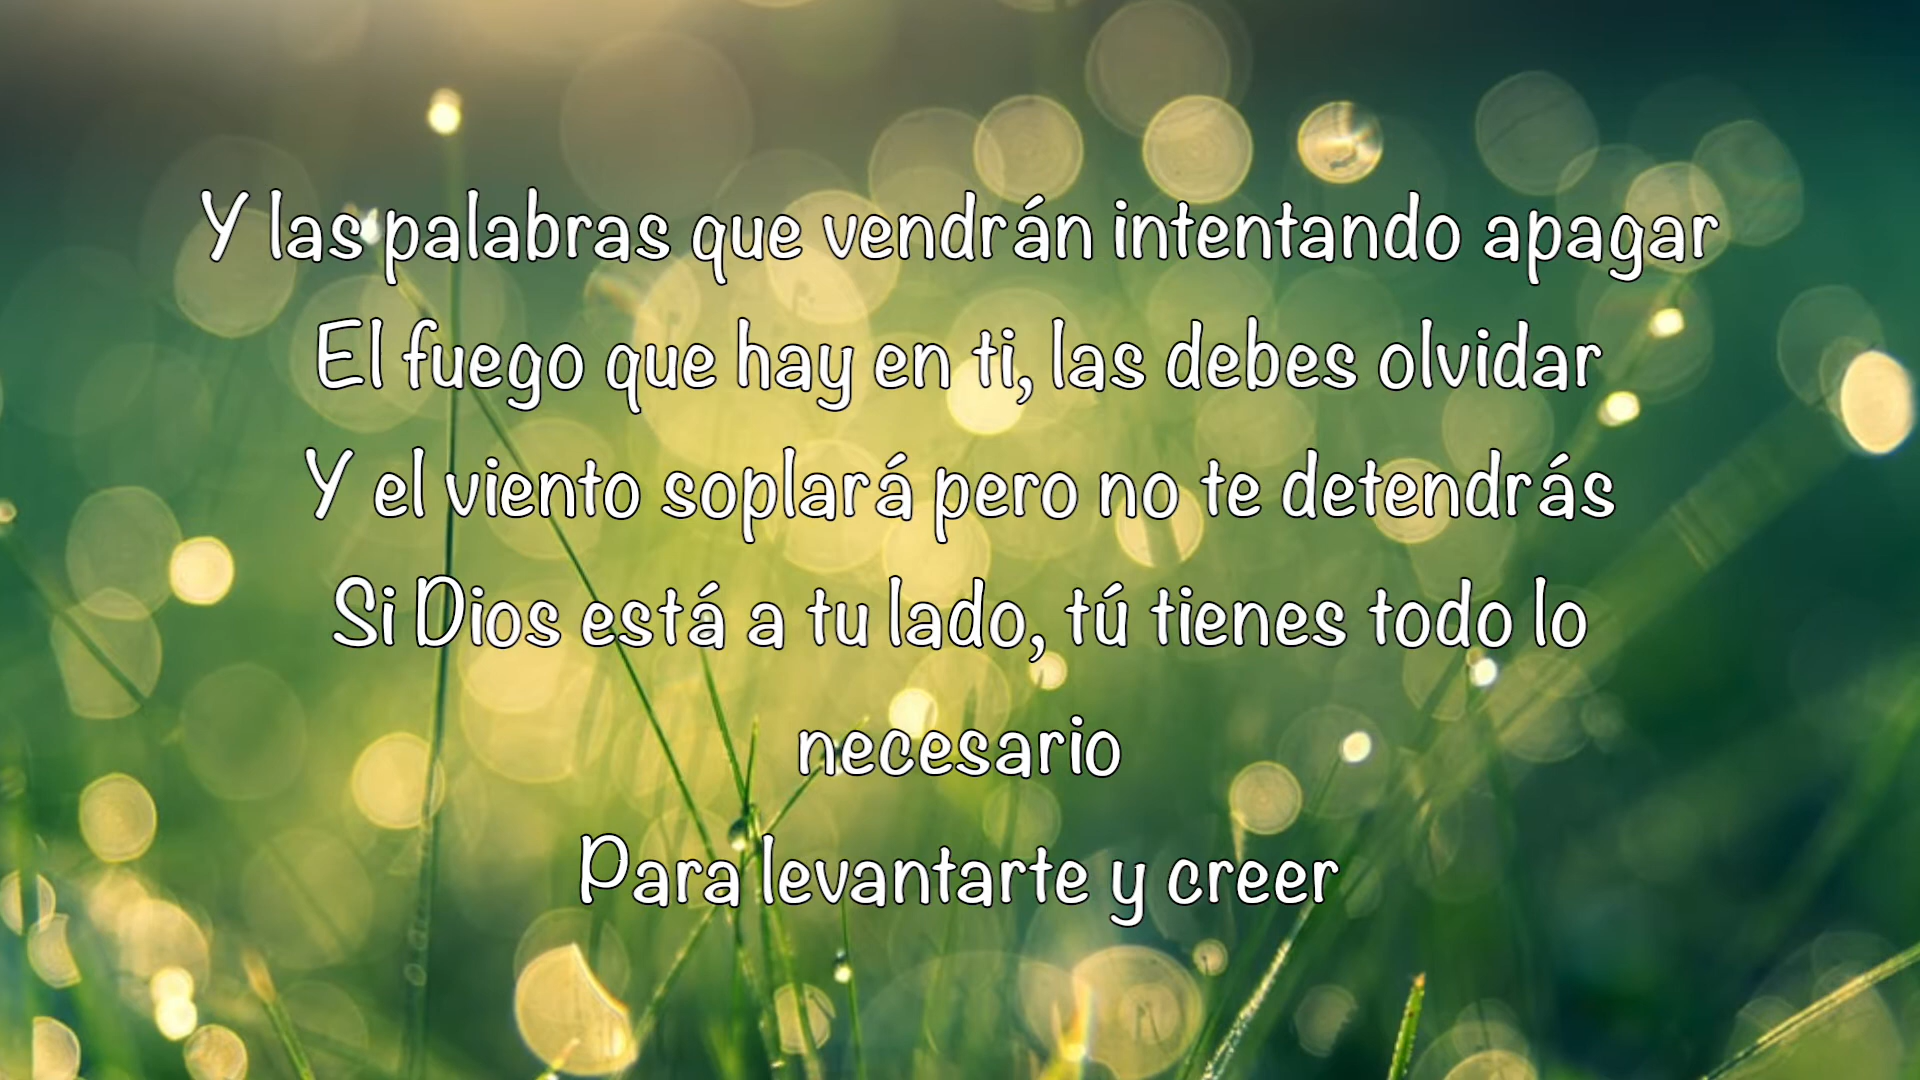 Y las palabras que vendrán intentando apagar
El fuego que hay en ti, las debes olvidar
Y el viento soplará pero no te detendrás
Si Dios está a tu lado, tú tienes todo lo
necesario
Para levantarte y creer